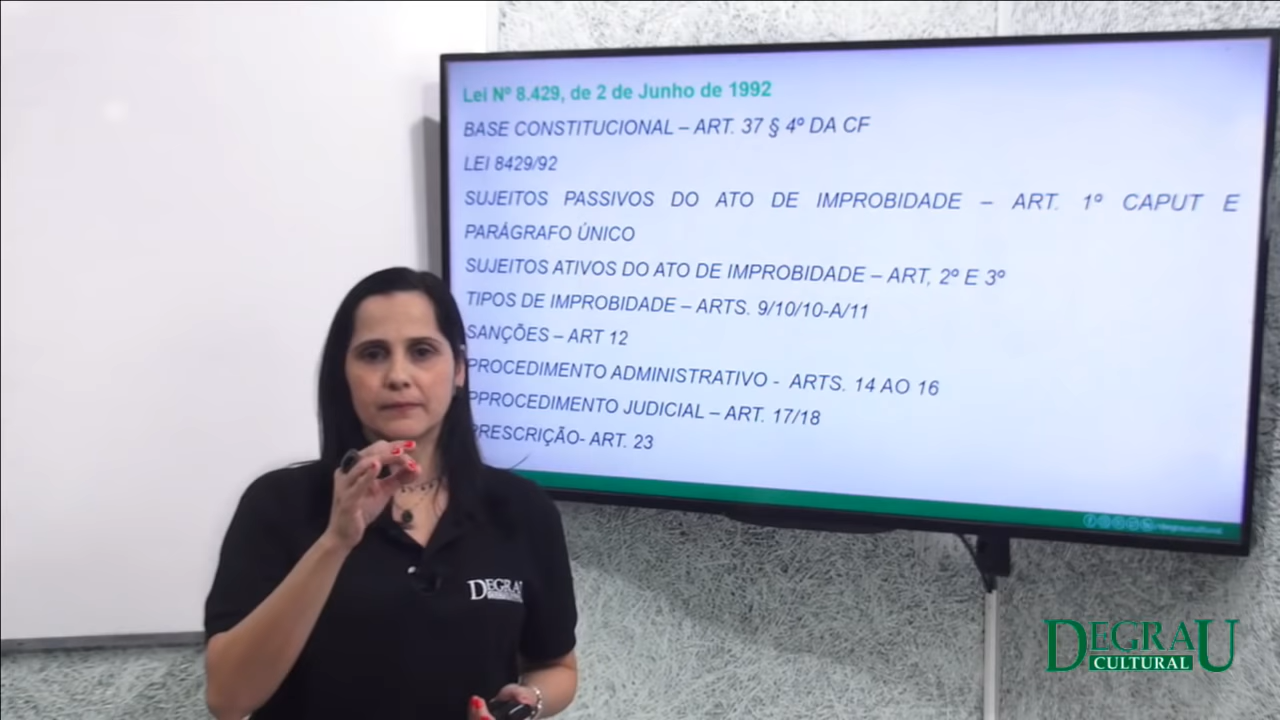 Lei Nº 8.429, de 2 de Junho de 1992
BASE CONSTITUCIONAL – ART. 37 § 4º DA CF
LEI 8429/92
SUJEITOS PASSIVOS DO ATO DE IMPROBIDADE – ART. 1º CAPUT E
PARÁGRAFO ÚNICO
SUJEITOS ATIVOS DO ATO DE IMPROBIDADE – ART, 2º E 3º
TIPOS DE IMPROBIDADE – ARTS. 9/10/10-A/11
SANÇÕES – ART 12
PROCEDIMENTO ADMINISTRATIVO - ARTS. 14 AO 16
PPROCEDIMENTO JUDICIAL – ART. 17/18
PRESCRIÇÃO- ART. 23
DEGRAU
DEGRAU
CULTURAL